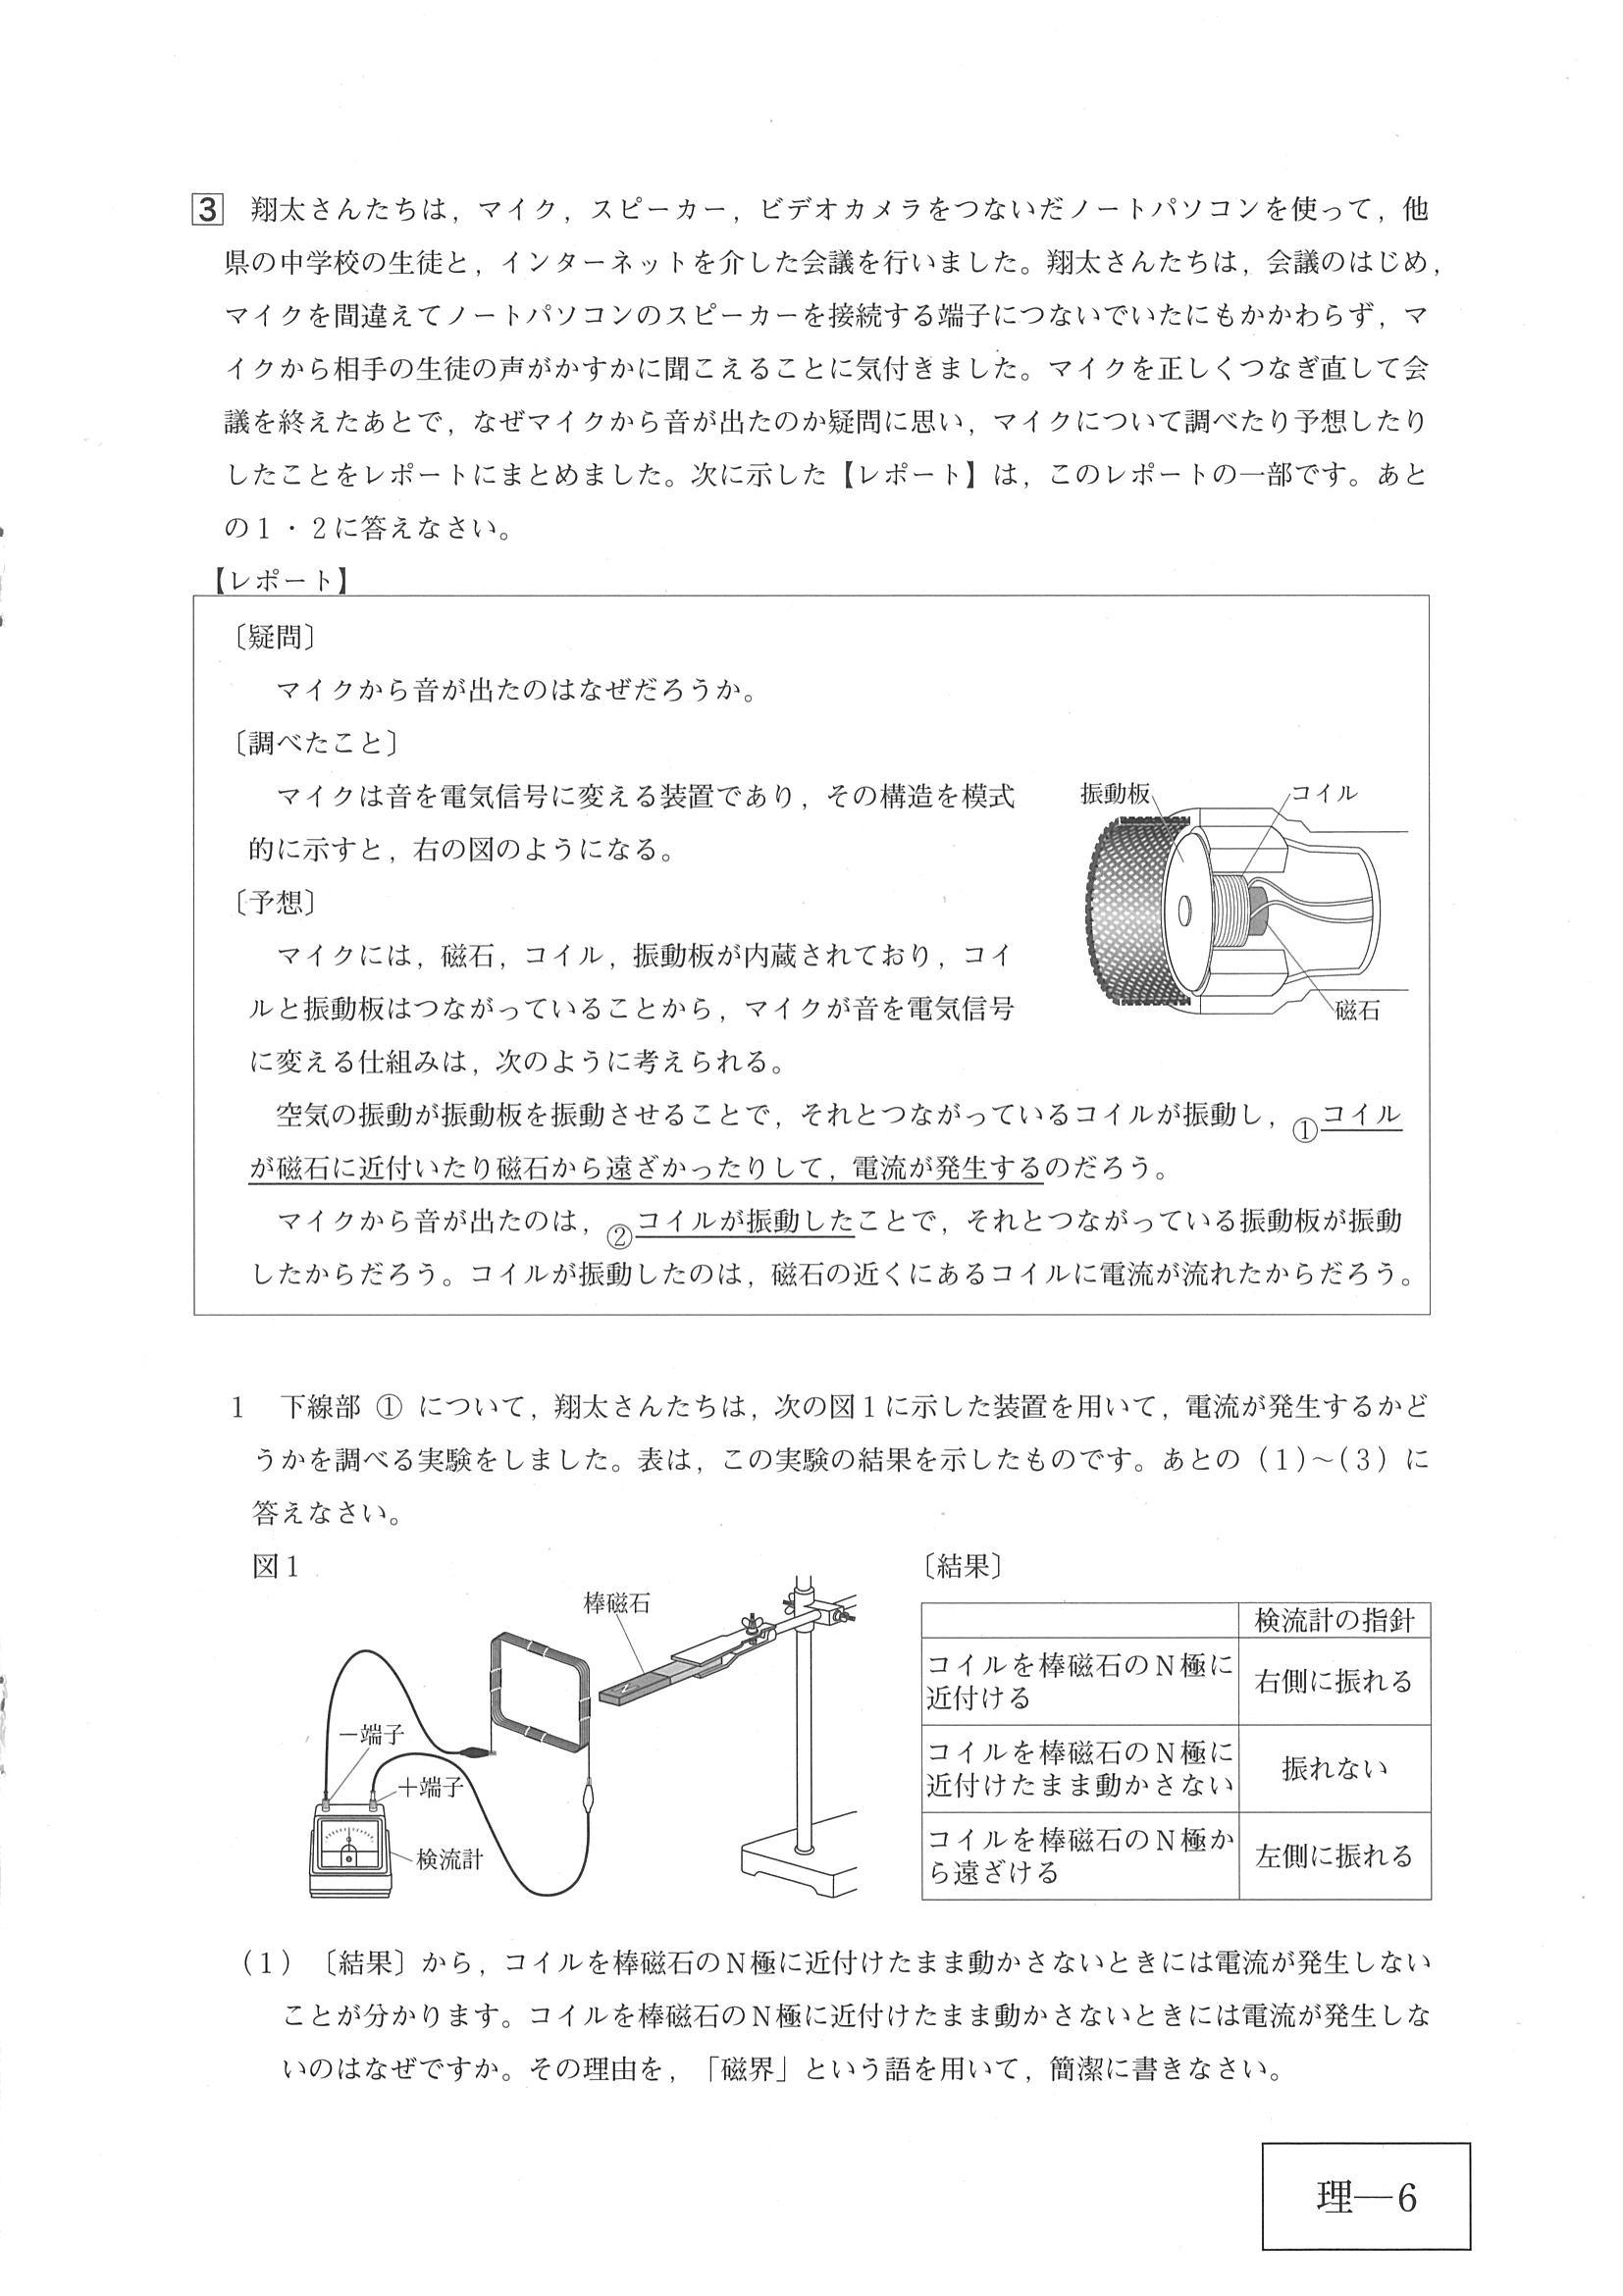 3 翔太さんたちは，マイク，スピーカー，ビデオカメラをつないだノートパソコンを使って，他
県の中学校の生徒と，インターネットを介した会議を行いました。翔太さんたちは，会議のはじめ，
マイクを間違えてノートパソコンのスピーカーを接続する端子につないでいたにもかかわらず，マ
イクから相手の生徒の声がかすかに聞こえることに気付きました。マイクを正しくつなぎ直して会
議を終えたあとで，なぜマイクから音が出たのか疑問に思い，マイクについて調べたり予想したり
したことをレポートにまとめました。次に示した【レポート】は，このレポートの一部です。あと
の１・２に答えなさい。
【レポート】
〔疑問〕
マイクから音が出たのはなぜだろうか。
〔調べたこと〕
マイクは音を電気信号に変える装置であり，その構造を模式
的に示すと，右の図のようになる。
振動板
コイル
磁石
〔予想〕
マイクには，磁石，コイル，振動板が内蔵されており，コイ
ルと振動板はつながっていることから，マイクが音を電気信号
に変える仕組みは，次のように考えられる。
空気の振動が振動板を振動させることで，それとつながっているコイルが振動し，①コイル
が磁石に近付いたり磁石から遠ざかったりして，電流が発生するのだろう。
マイクから音が出たのは，②コイルが振動したことで，それとつながっている振動板が振動
したからだろう。コイルが振動したのは，磁石の近くにあるコイルに電流が流れたからだろう。
１ 下線部 ① について，翔太さんたちは，次の図１に示した装置を用いて，電流が発生するかど
うかを調べる実験をしました。表は，この実験の結果を示したものです。あとの（１）～（３）に
答えなさい。
図１
棒磁石
N
－端子
＋端子
検流計
〔結果〕
検流計の指針
コイルを棒磁石のＮ極に
近付ける
右側に振れる
コイルを棒磁石のＮ極に
近付けたまま動かさない
振れない
コイルを棒磁石のＮ極か
ら遠ざける
左側に振れる
（１）〔結果〕から，コイルを棒磁石のＮ極に近付けたまま動かさないときには電流が発生しない
ことが分かります。コイルを棒磁石のＮ極に近付けたまま動かさないときには電流が発生しな
いのはなぜですか。その理由を，「磁界」という語を用いて，簡潔に書きなさい。
理―6